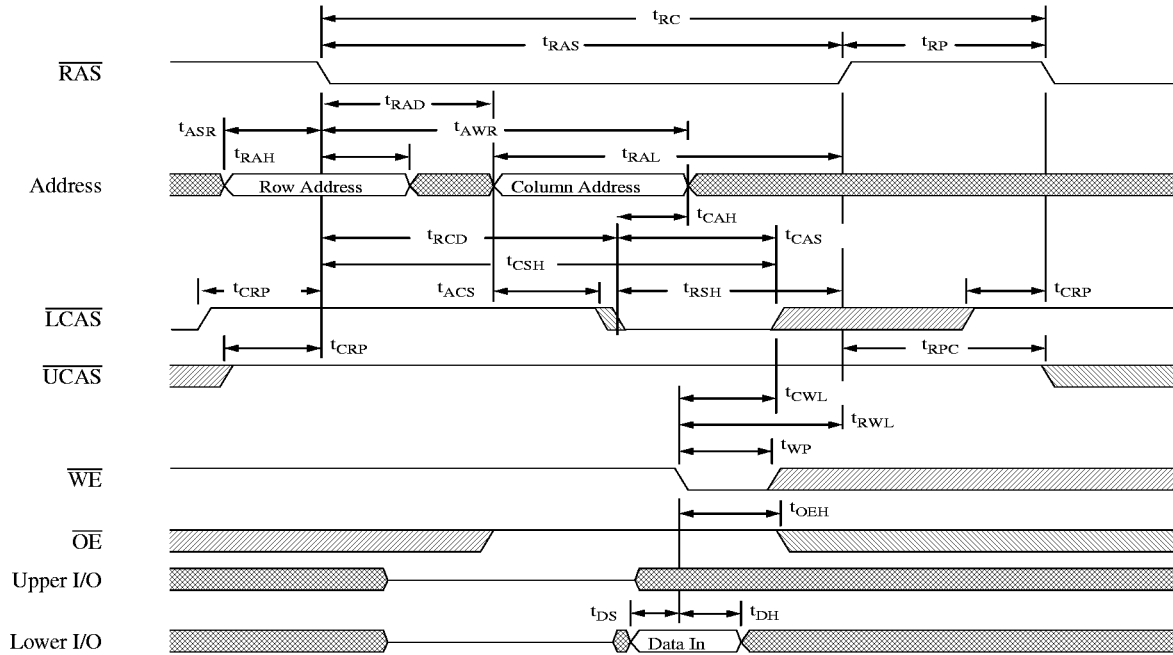 tRC
tRAS tRP
RAS
tRAD
tASR tAWR
tRAH tRAL
Address Row Address Column Address
tCAH
tRCD tCAS
tCSH
tCRP tACS tRSH tCRP
LCAS
tCRP tRPC
UCAS
tCWL
tRWL
tWP
WE
tOEH
OE
Upper I/O
tDS tDH
Lower I/O Data In